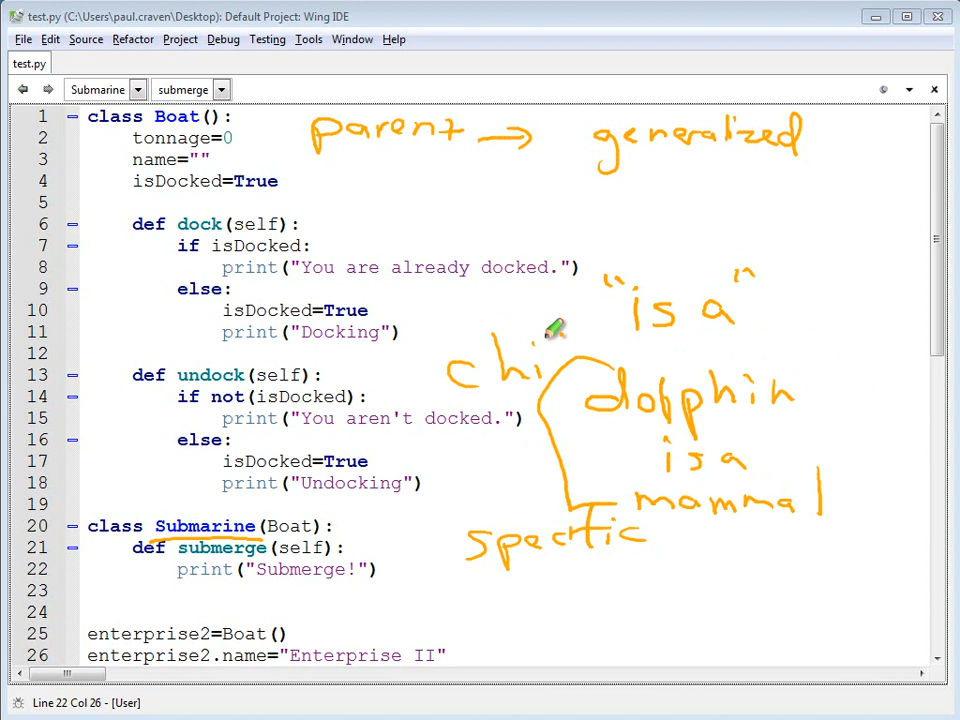 test.py (C:\Users\paul.craven\Desktop): Default Project: Wing IDE
File Edit Source Refactor Project Debug Testing Tools Window Help
test.py
Submarine submerge
1 class Boat():
2 tonnage=0
3 name=""
4 isDocked=True
5
6 def dock(self):
7 if isDocked:
8 print("You are already docked.")
9 else:
10 isDocked=True
11 print("Docking")
12
13 def undock(self):
14 if not(isDocked):
15 print("You aren't docked.")
16 else:
17 isDocked=True
18 print("Undocking")
19
20 class Submarine(Boat):
21 def submerge(self):
22 print("Submerge!")
23
24
25 enterprise2=Boat()
26 enterprise2.name="Enterprise II"
parent → generalized
"is a"
chi
dolphin
is a
mammal
specific
Line 22 Col 26 - [User]